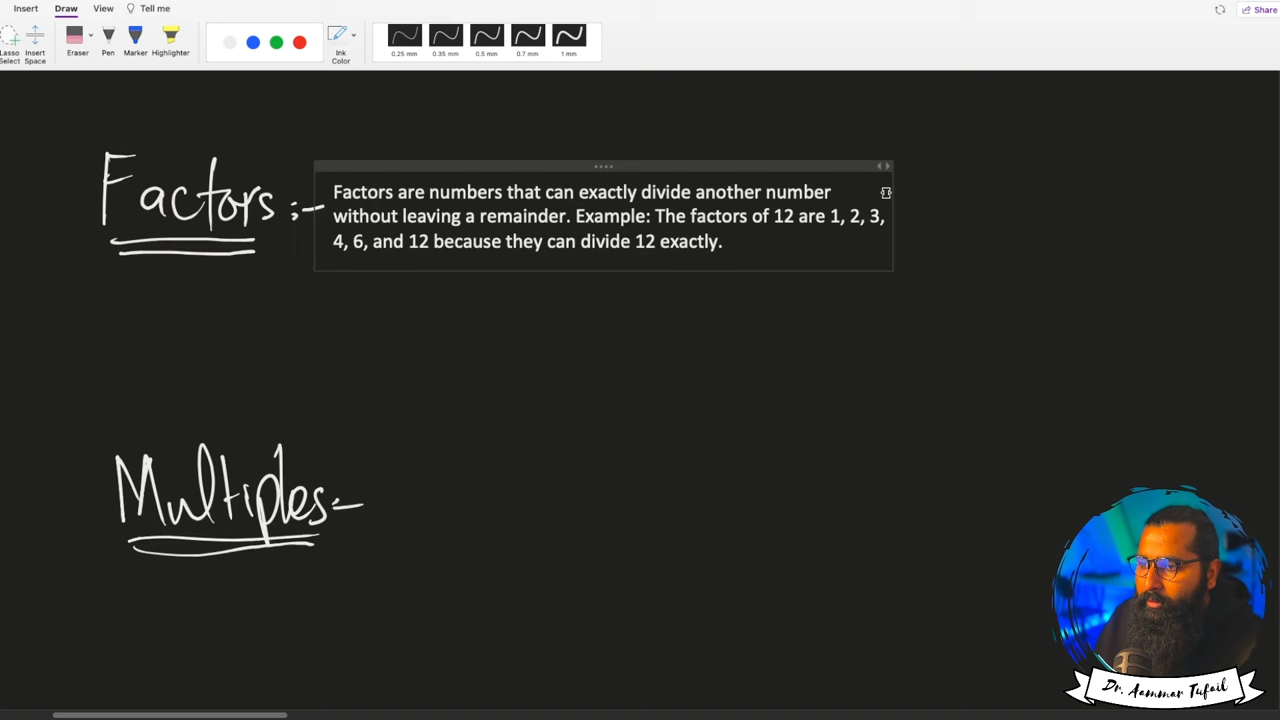 Insert Draw View Tell me
Share
Lasso Select
Insert Space
Eraser
Pen
Marker
Highlighter
Ink Color
0.25 mm
0.35 mm
0.5 mm
0.7 mm
1 mm
Factors :-
Factors are numbers that can exactly divide another number
without leaving a remainder. Example: The factors of 12 are 1, 2, 3,
4, 6, and 12 because they can divide 12 exactly.
Multiples:-
Dr. Aammar Tufail